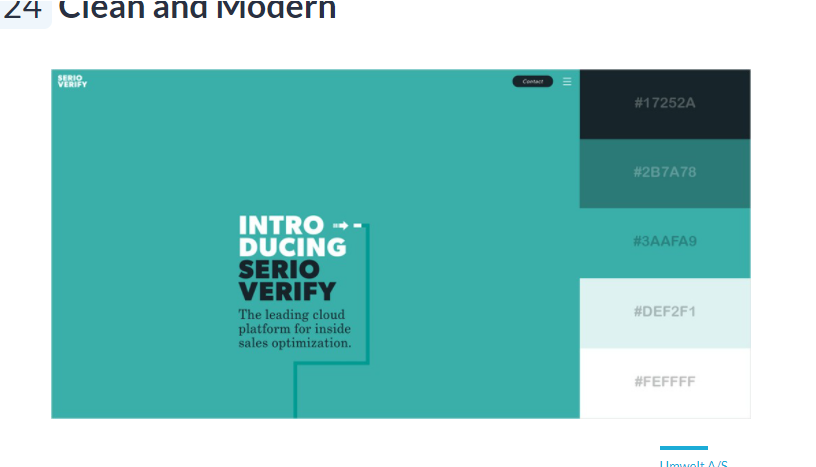 24 Clean and Modern
SERIO
VERIFY
Contact
#17252A
#2B7A78
INTRO
DUCING
SERIO
VERIFY
The leading cloud
platform for inside
sales optimization.
#3AAFA9
#DEF2F1
#FEFFFF
Umwelt A/S